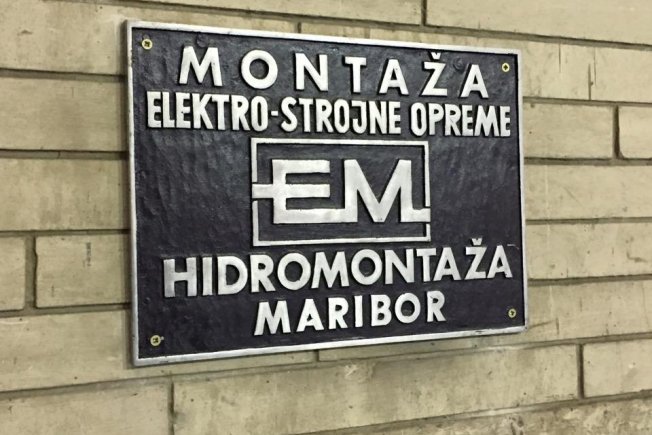 MONTAŽA
ELEKTRO-STROJNE OPREME
EM
HIDROMONTAŽA
MARIBOR